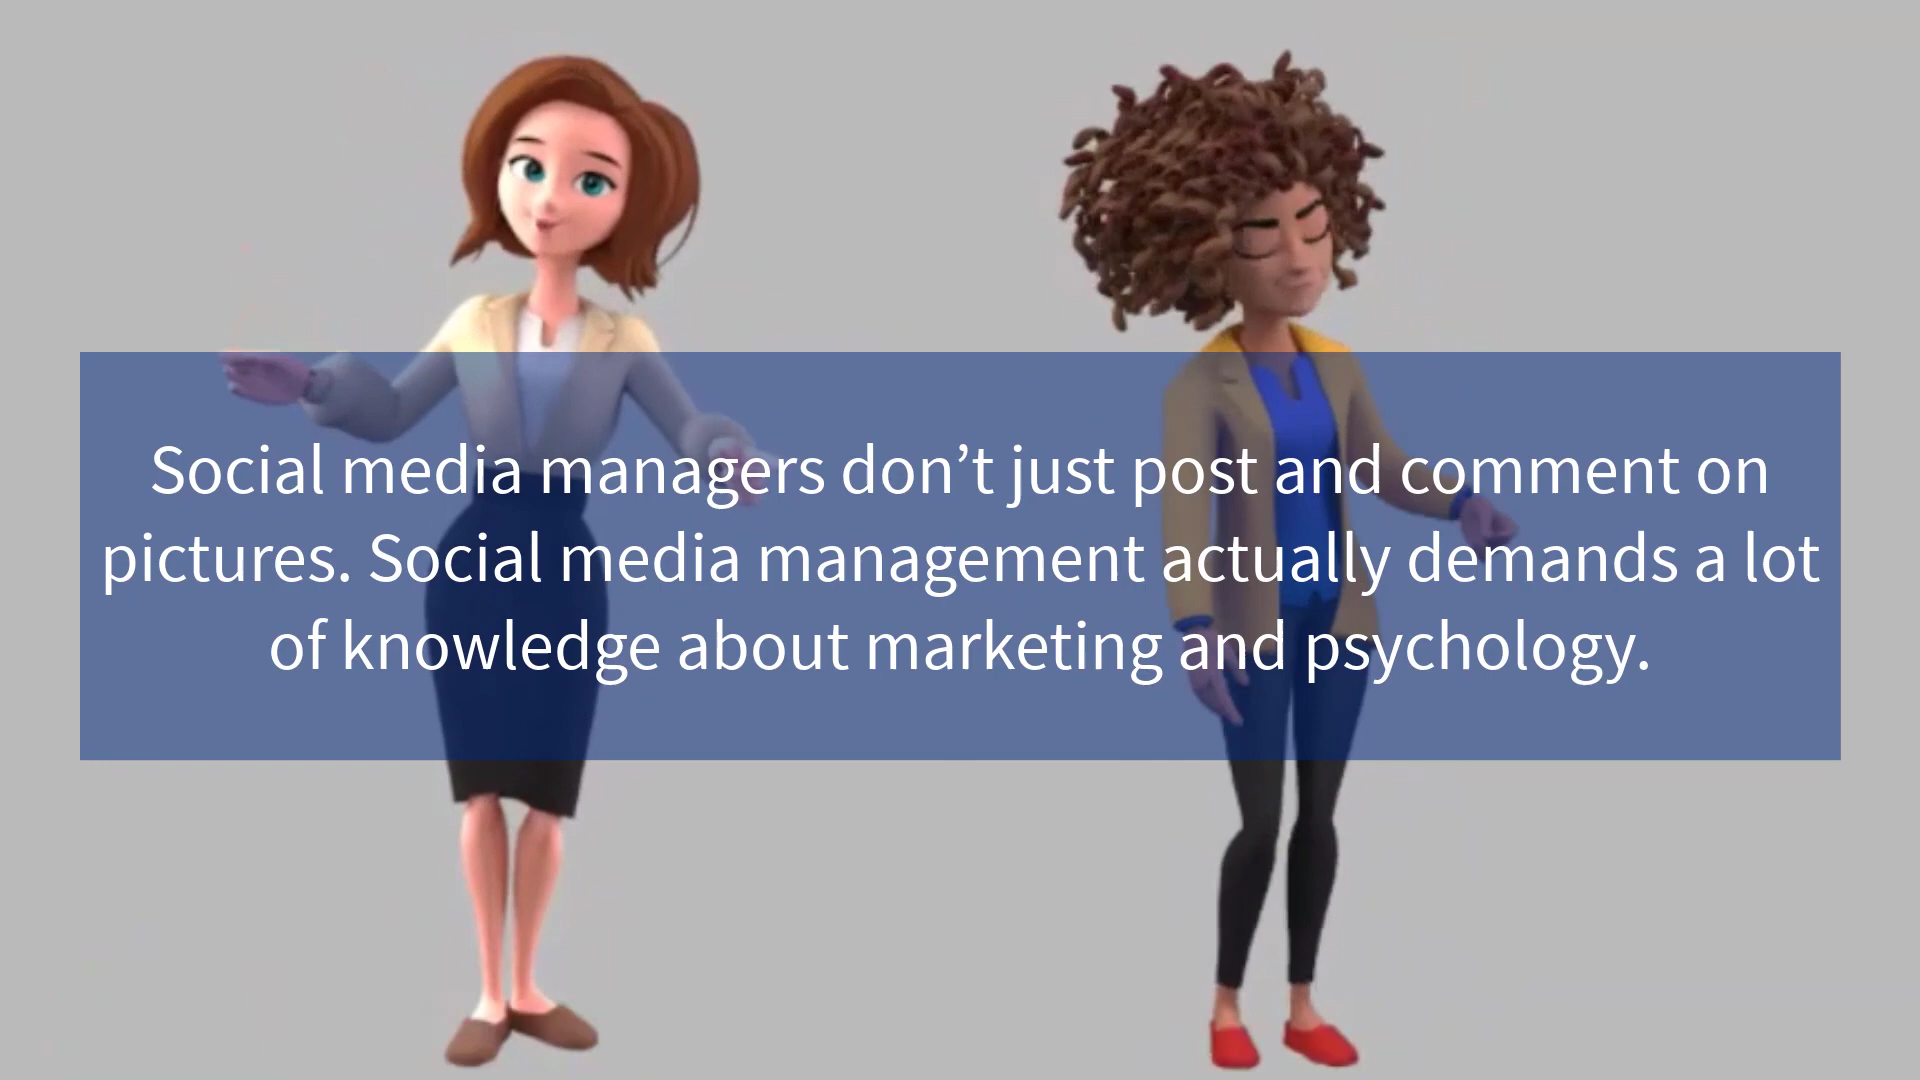 Social media managers don’t just post and comment on
pictures. Social media management actually demands a lot
of knowledge about marketing and psychology.